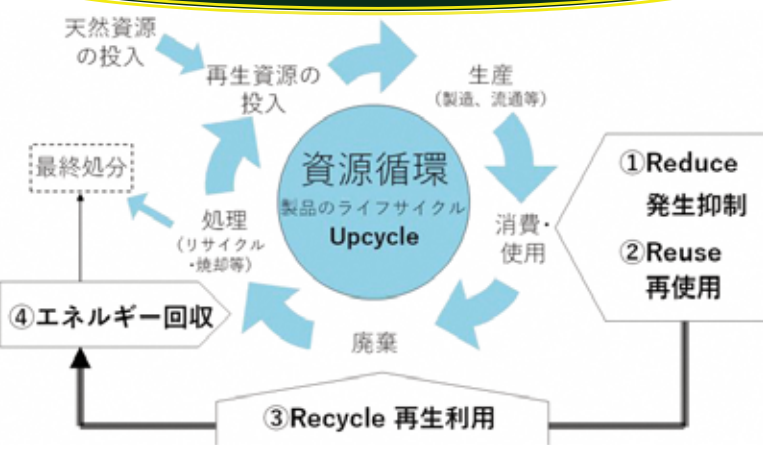 天然資源
の投入
再生資源の
投入
生産
（製造、流通等）
①Reduce
発生抑制
②Reuse
再使用
最終処分
資源循環
製品のライフサイクル
Upcycle
処理
（リサイクル
・焼却等）
消費・
使用
④エネルギー回収
廃棄
③Recycle 再生利用